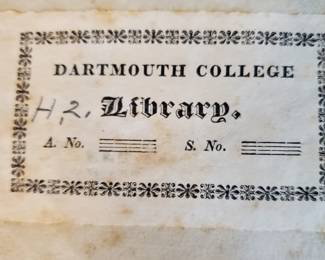 DARTMOUTH COLLEGE
H, 2. Library.
A. No. S. No.